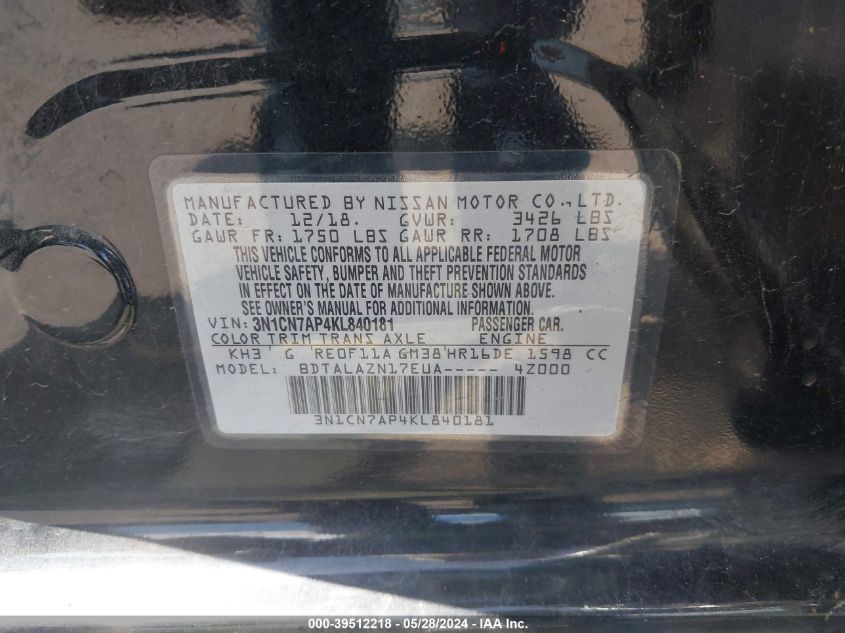 MANUFACTURED BY NISSAN MOTOR CO., LTD.
DATE: 12/18. GVWR: 3426 LBS
GAWR FR: 1750 LBS GAWR RR: 1708 LBS
THIS VEHICLE CONFORMS TO ALL APPLICABLE FEDERAL MOTOR
VEHICLE SAFETY, BUMPER AND THEFT PREVENTION STANDARDS
IN EFFECT ON THE DATE OF MANUFACTURE SHOWN ABOVE.
SEE OWNER'S MANUAL FOR ADDITIONAL INFORMATION.
VIN: 3N1CN7AP4KL840181 PASSENGER CAR.
COLOR TRIM TRANS AXLE ENGINE
KH3 G RE0F11A GM38 HR16DE 1598 CC
MODEL: BDTALAZN17EUA----- 4Z000
3N1CN7AP4KL840181
000-39512218 - 05/28/2024 - IAAI.com